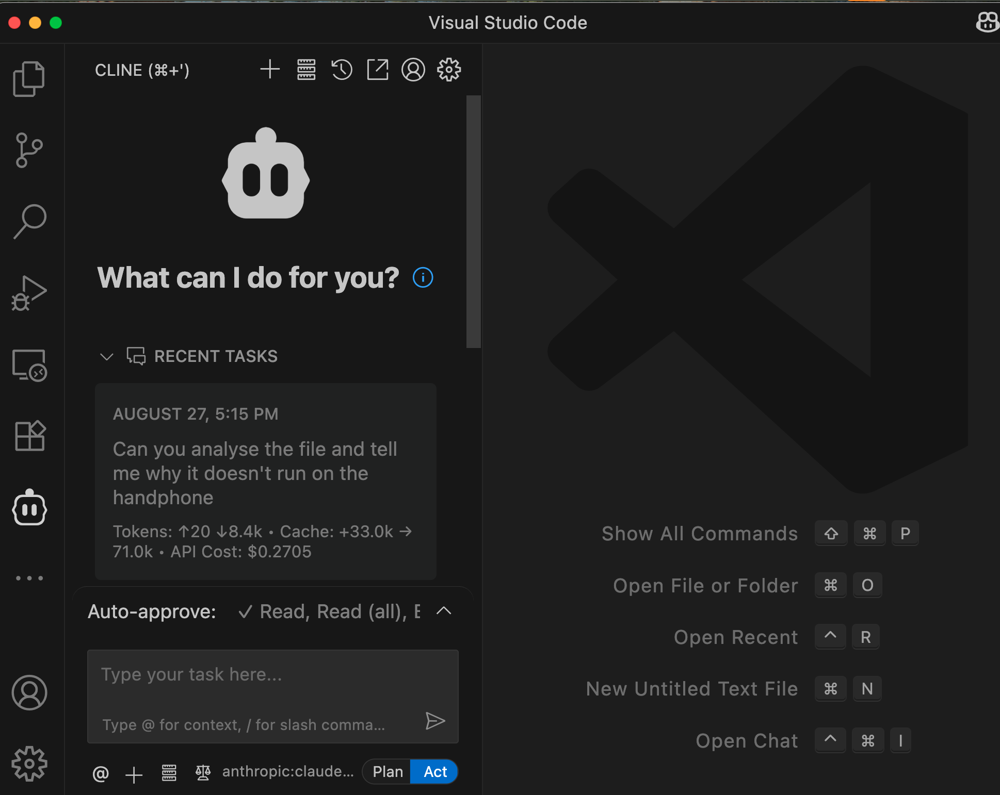 Visual Studio Code
CLINE (⌘+')
What can I do for you?
RECENT TASKS
AUGUST 27, 5:15 PM
Can you analyse the file and tell
me why it doesn't run on the
handphone
Tokens: ↑20 ↓8.4k • Cache: +33.0k →
71.0k • API Cost: $0.2705
Auto-approve: ✓ Read, Read (all),
Type your task here...
Type @ for context, / for slash comma...
@ anthropic:claude... Plan Act
Show All Commands ⇧ ⌘ P
Open File or Folder ⌘ O
Open Recent ^ R
New Untitled Text File ⌘ N
Open Chat ^ ⌘ I